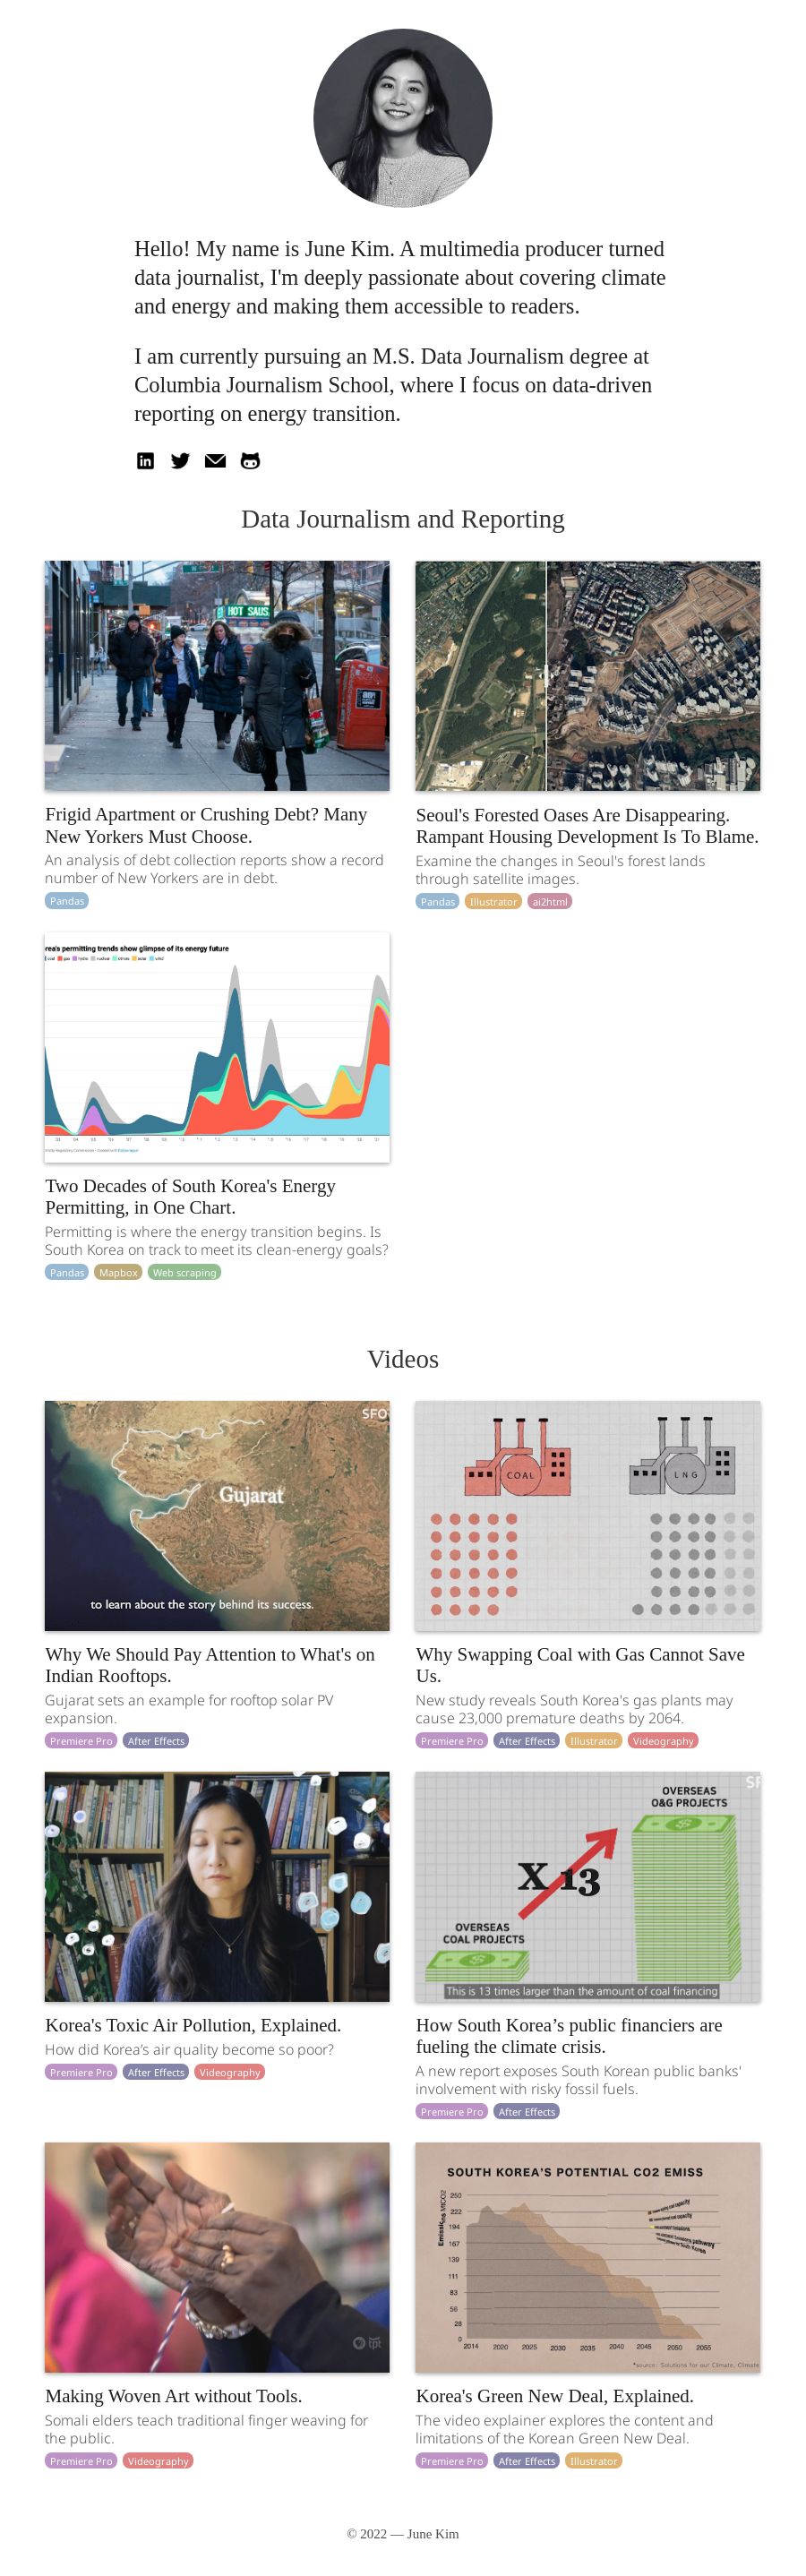 Hello! My name is June Kim. A multimedia producer turned
data journalist, I'm deeply passionate about covering climate
and energy and making them accessible to readers.
I am currently pursuing an M.S. Data Journalism degree at
Columbia Journalism School, where I focus on data-driven
reporting on energy transition.
in
Data Journalism and Reporting
HOT SAUS
Frigid Apartment or Crushing Debt? Many
New Yorkers Must Choose.
An analysis of debt collection reports show a record
number of New Yorkers are in debt.
Pandas
Seoul's Forested Oases Are Disappearing.
Rampant Housing Development Is To Blame.
Examine the changes in Seoul's forest lands
through satellite images.
Pandas Illustrator ai2html
rea's permitting trends show glimpse of its energy future
Two Decades of South Korea's Energy
Permitting, in One Chart.
Permitting is where the energy transition begins. Is
South Korea on track to meet its clean-energy goals?
Pandas Mapbox Web scraping
Videos
SFO
Gujarat
to learn about the story behind its success.
Why We Should Pay Attention to What's on
Indian Rooftops.
Gujarat sets an example for rooftop solar PV
expansion.
Premiere Pro After Effects
COAL LNG
Why Swapping Coal with Gas Cannot Save
Us.
New study reveals South Korea's gas plants may
cause 23,000 premature deaths by 2064.
Premiere Pro After Effects Illustrator Videography
Korea's Toxic Air Pollution, Explained.
How did Korea's air quality become so poor?
Premiere Pro After Effects Videography
SF
OVERSEAS
O&G PROJECTS
X 13
OVERSEAS
COAL PROJECTS
This is 13 times larger than the amount of coal financing
How South Korea’s public financiers are
fueling the climate crisis.
A new report exposes South Korean public banks'
involvement with risky fossil fuels.
Premiere Pro After Effects
tpt
Making Woven Art without Tools.
Somali elders teach traditional finger weaving for
the public.
Premiere Pro Videography
SOUTH KOREA'S POTENTIAL CO2 EMISS
Emissions MtCO2
250
222
194
167
139
111
83
56
28
0
2014 2020 2025 2030 2035 2040 2045 2050 2055
*source: Solutions for our Climate, Climate
Korea's Green New Deal, Explained.
The video explainer explores the content and
limitations of the Korean Green New Deal.
Premiere Pro After Effects Illustrator
© 2022 — June Kim